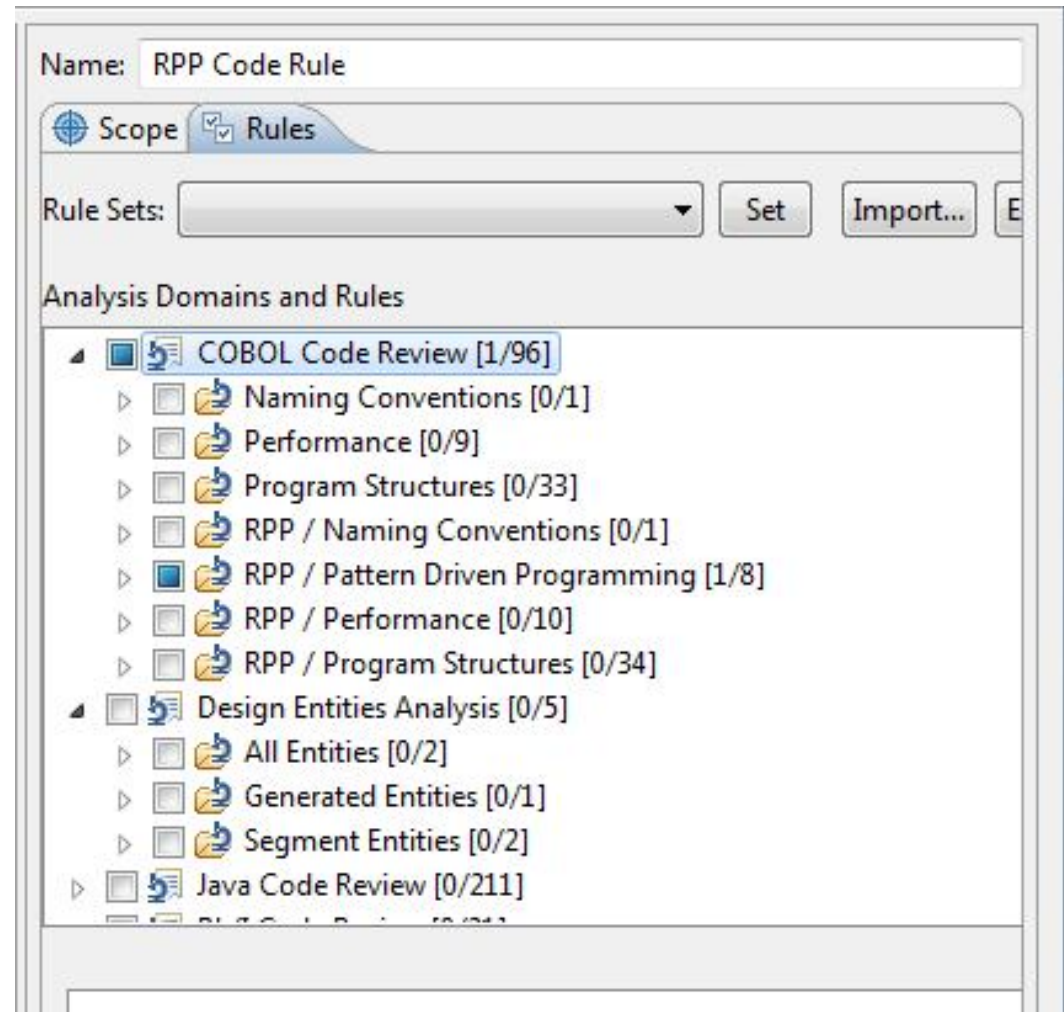 Name: RPP Code Rule
Scope Rules
Rule Sets: Set Import... E
Analysis Domains and Rules
COBOL Code Review [1/96]
Naming Conventions [0/1]
Performance [0/9]
Program Structures [0/33]
RPP / Naming Conventions [0/1]
RPP / Pattern Driven Programming [1/8]
RPP / Performance [0/10]
RPP / Program Structures [0/34]
Design Entities Analysis [0/5]
All Entities [0/2]
Generated Entities [0/1]
Segment Entities [0/2]
Java Code Review [0/211]